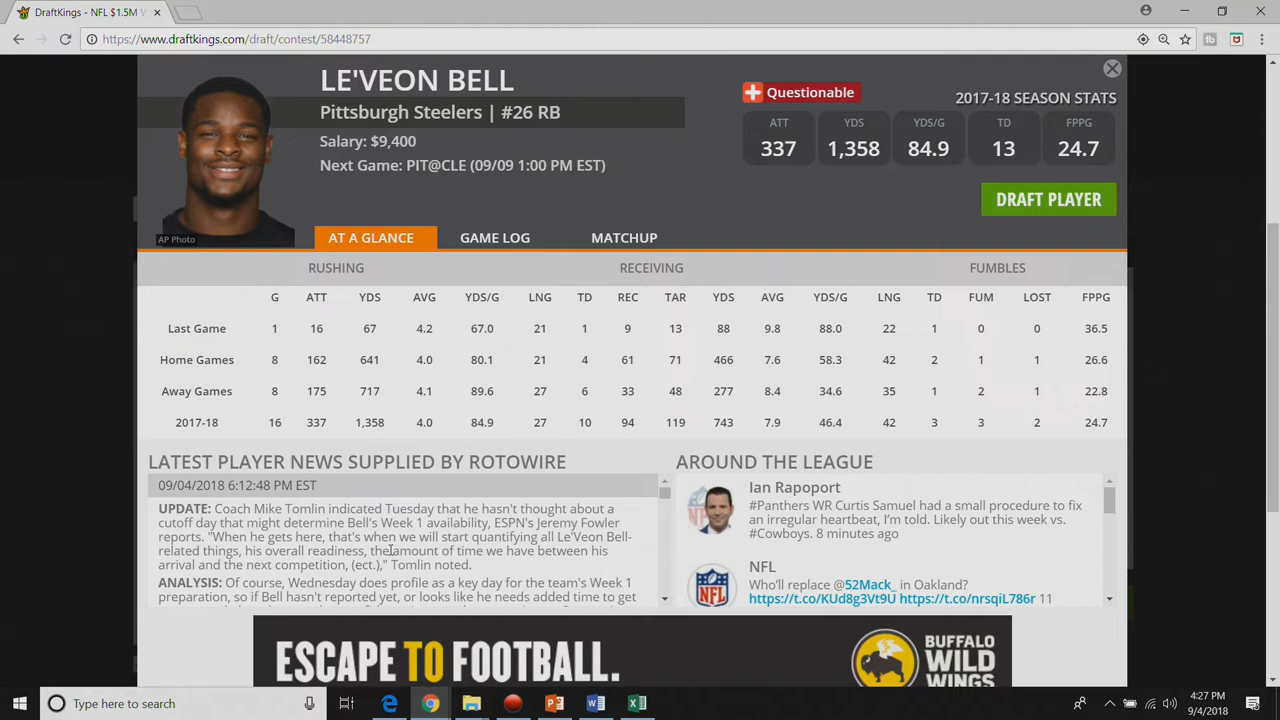 DraftKings - NFL $1.5M
https://www.draftkings.com/draft/contest/58448757
LE'VEON BELL
Pittsburgh Steelers | #26 RB
Salary: $9,400
Next Game: PIT@CLE (09/09 1:00 PM EST)
AP Photo
Questionable
2017-18 SEASON STATS
ATT YDS YDS/G TD FPPG
337 1,358 84.9 13 24.7
DRAFT PLAYER
AT A GLANCE GAME LOG MATCHUP
RUSHING RECEIVING FUMBLES
G ATT YDS AVG YDS/G LNG TD REC TAR YDS AVG YDS/G LNG TD FUM LOST FPPG
Last Game 1 16 67 4.2 67.0 21 1 9 13 88 9.8 88.0 22 1 0 0 36.5
Home Games 8 162 641 4.0 80.1 21 4 61 71 466 7.6 58.3 42 2 1 1 26.6
Away Games 8 175 717 4.1 89.6 27 6 33 48 277 8.4 34.6 35 1 2 1 22.8
2017-18 16 337 1,358 4.0 84.9 27 10 94 119 743 7.9 46.4 42 3 3 2 24.7
LATEST PLAYER NEWS SUPPLIED BY ROTOWIRE
09/04/2018 6:12:48 PM EST
UPDATE: Coach Mike Tomlin indicated Tuesday that he hasn't thought about a
cutoff day that might determine Bell's Week 1 availability, ESPN's Jeremy Fowler
reports. "When he gets here, that's when we will start quantifying all Le'Veon Bell-
related things, his overall readiness, the amount of time we have between his
arrival and the next competition, (ect.)," Tomlin noted.
ANALYSIS: Of course, Wednesday does profile as a key day for the team's Week 1
preparation, so if Bell hasn't reported yet, or looks like he needs added time to get
AROUND THE LEAGUE
Ian Rapoport
#Panthers WR Curtis Samuel had a small procedure to fix
an irregular heartbeat, I'm told. Likely out this week vs.
#Cowboys. 8 minutes ago
NFL
Who'll replace @52Mack_ in Oakland?
https://t.co/KUd8g3Vt9U https://t.co/nrsqiL786r 11
ESCAPE TO FOOTBALL.
BUFFALO
WILD
WINGS
Type here to search
4:27 PM
9/4/2018